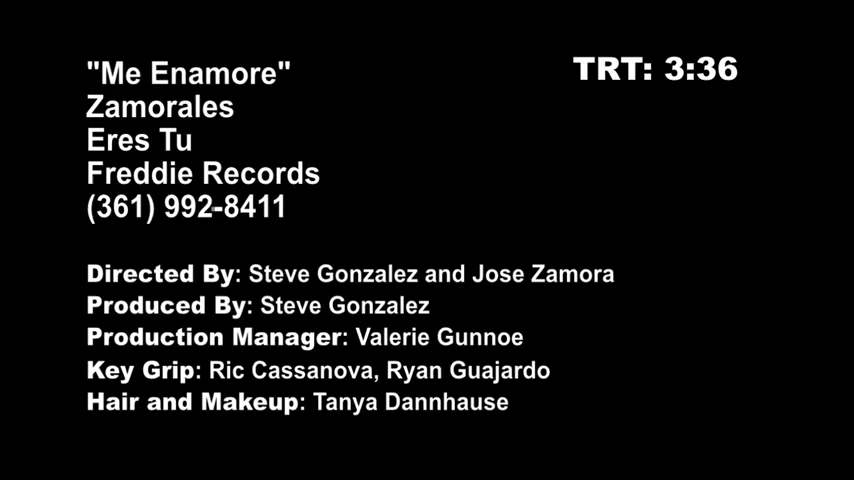 "Me Enamore"
TRT: 3:36
Zamorales
Eres Tu
Freddie Records
(361) 992-8411
Directed By: Steve Gonzalez and Jose Zamora
Produced By: Steve Gonzalez
Production Manager: Valerie Gunnoe
Key Grip: Ric Cassanova, Ryan Guajardo
Hair and Makeup: Tanya Dannhause